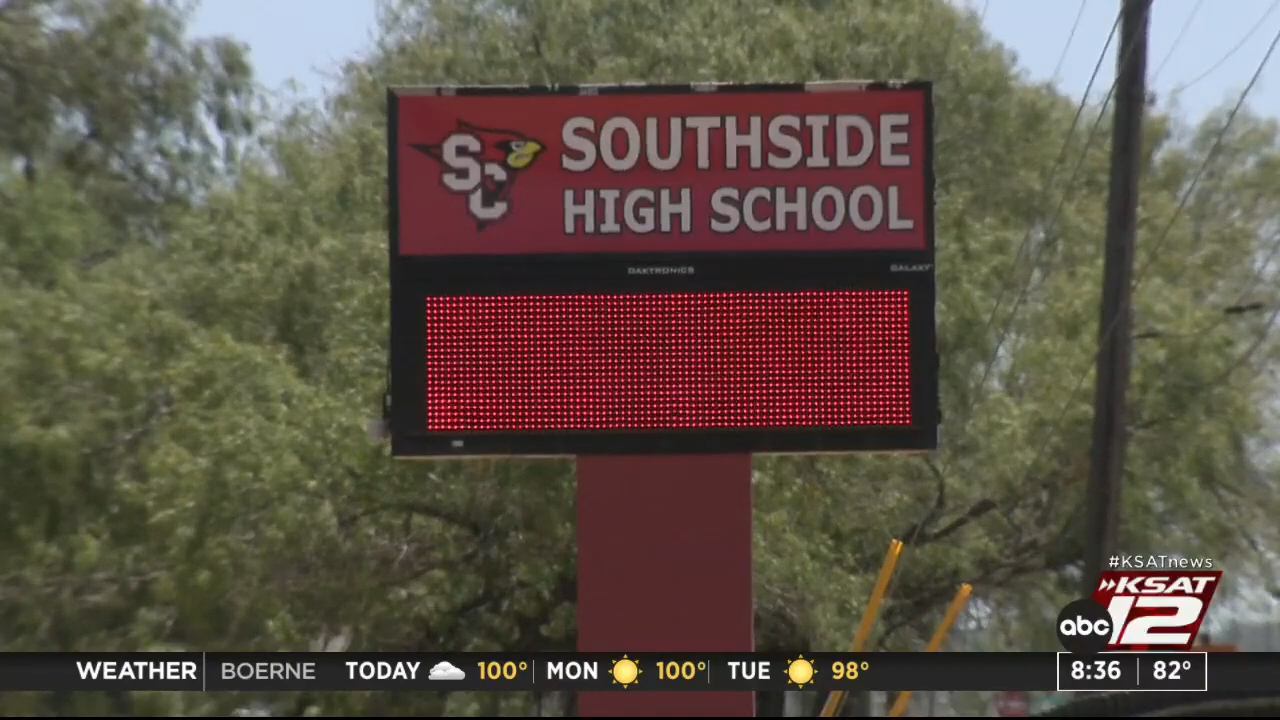 SC
SOUTHSIDE
HIGH SCHOOL
DAKTRONICS GALAXY
#KSATnews
KSAT
abc 12
WEATHER BOERNE TODAY 100° MON 100° TUE 98° 8:36 82°